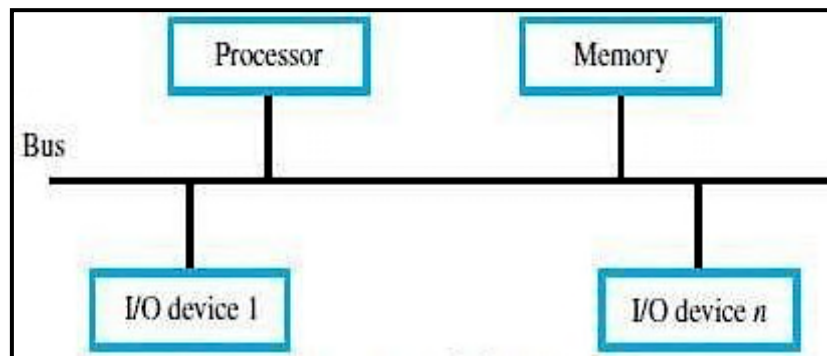 Processor
Memory
Bus
I/O device 1
I/O device n